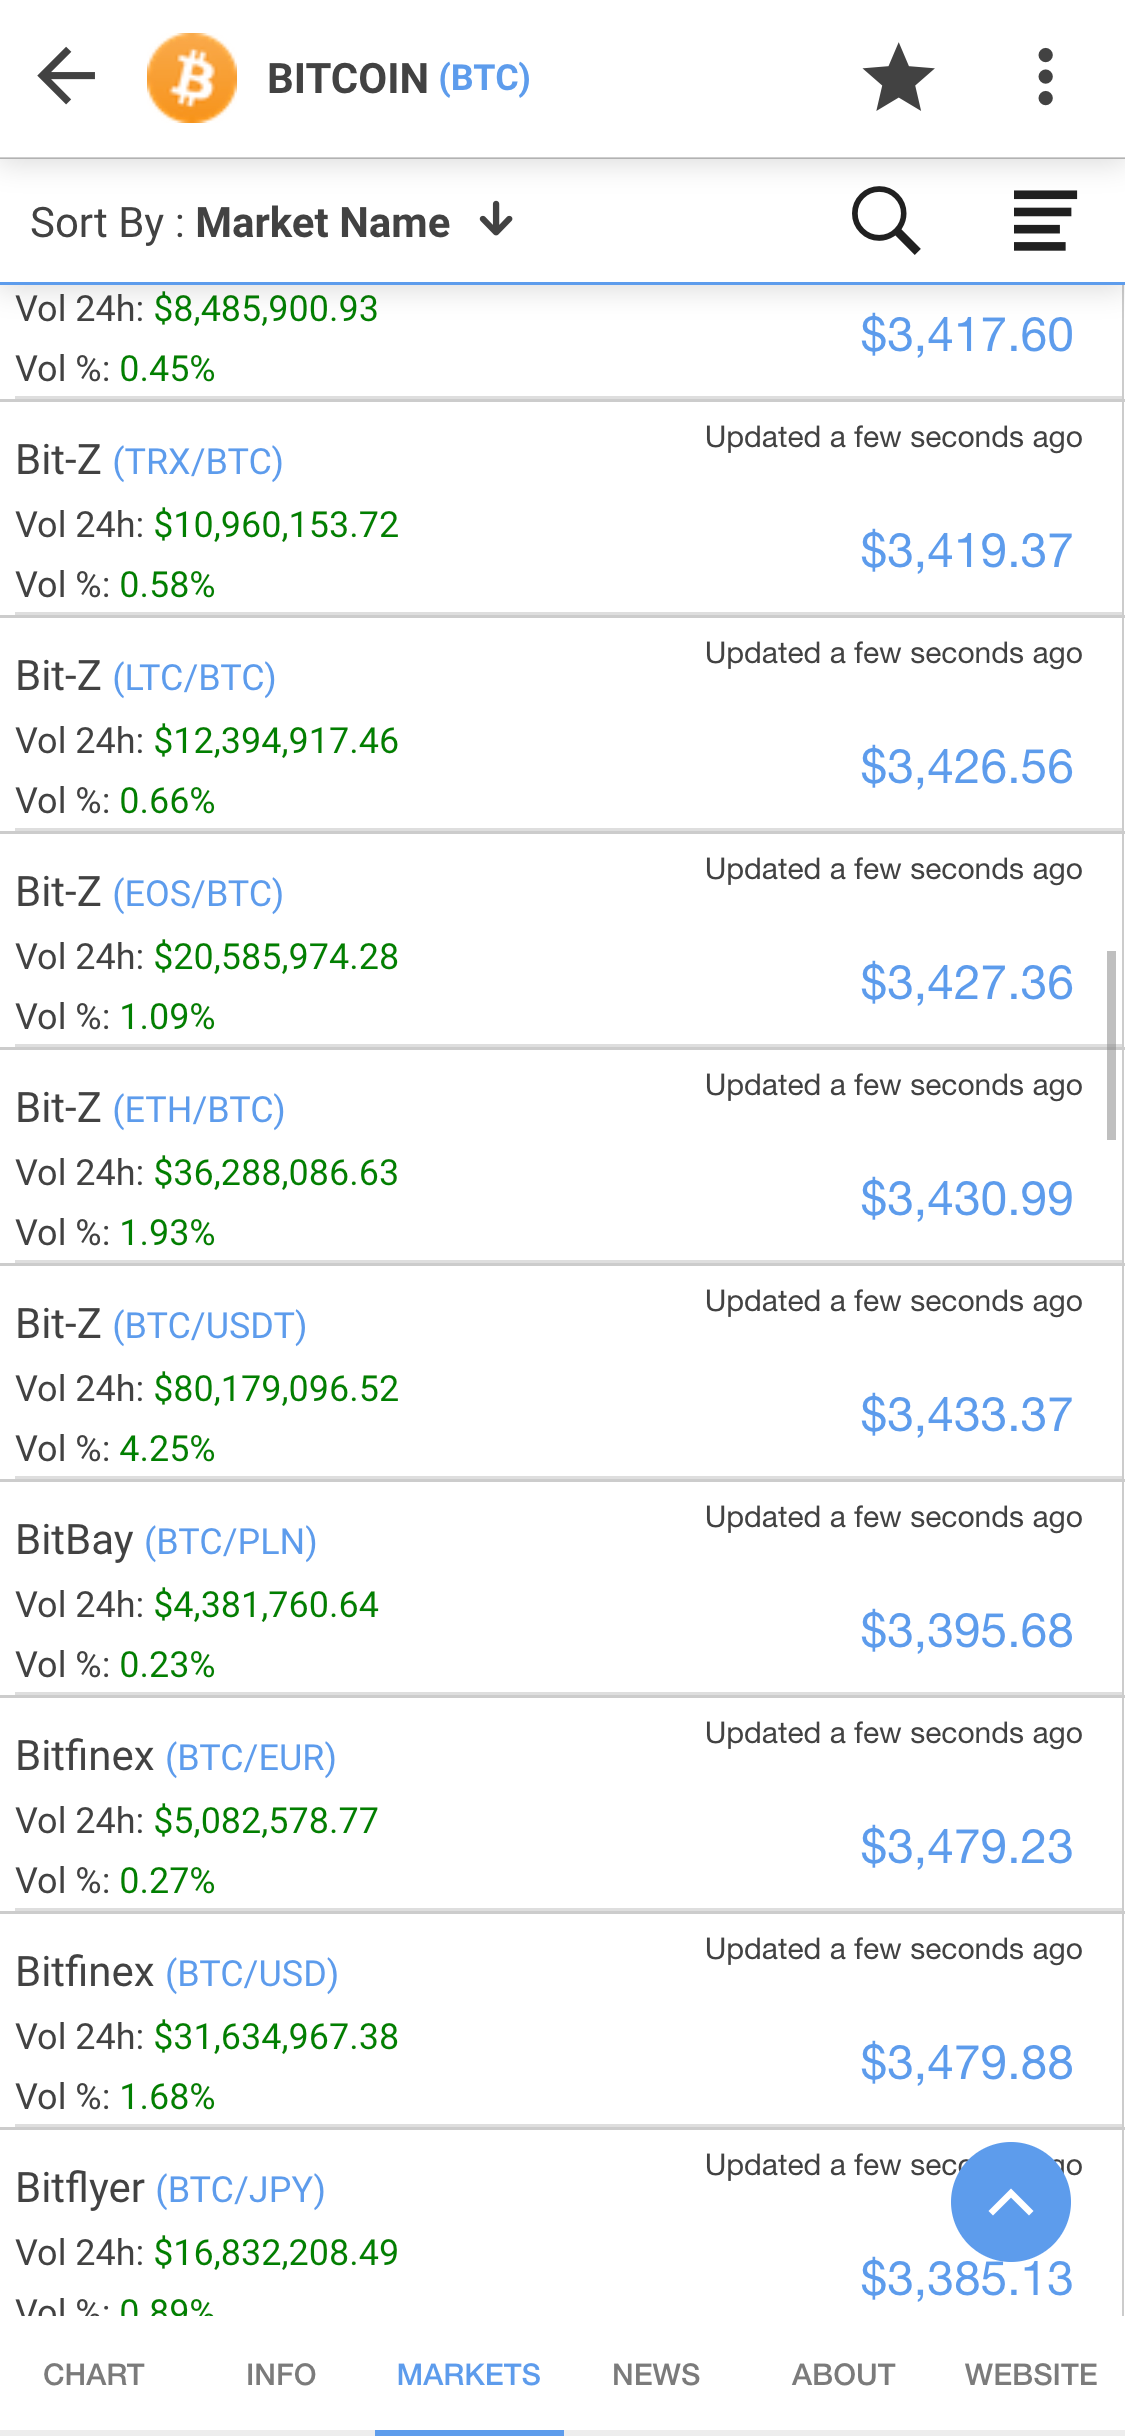 BITCOIN (BTC)
Sort By : Market Name
Vol 24h: $8,485,900.93
$3,417.60
Vol %: 0.45%
Updated a few seconds ago
Bit-Z (TRX/BTC)
Vol 24h: $10,960,153.72
$3,419.37
Vol %: 0.58%
Updated a few seconds ago
Bit-Z (LTC/BTC)
Vol 24h: $12,394,917.46
$3,426.56
Vol %: 0.66%
Updated a few seconds ago
Bit-Z (EOS/BTC)
Vol 24h: $20,585,974.28
$3,427.36
Vol %: 1.09%
Updated a few seconds ago
Bit-Z (ETH/BTC)
Vol 24h: $36,288,086.63
$3,430.99
Vol %: 1.93%
Updated a few seconds ago
Bit-Z (BTC/USDT)
Vol 24h: $80,179,096.52
$3,433.37
Vol %: 4.25%
Updated a few seconds ago
BitBay (BTC/PLN)
Vol 24h: $4,381,760.64
$3,395.68
Vol %: 0.23%
Updated a few seconds ago
Bitfinex (BTC/EUR)
Vol 24h: $5,082,578.77
$3,479.23
Vol %: 0.27%
Updated a few seconds ago
Bitfinex (BTC/USD)
Vol 24h: $31,634,967.38
$3,479.88
Vol %: 1.68%
Updated a few
Bitflyer (BTC/JPY)
Vol 24h: $16,832,208.49
$3,385.13
Vol %: 0.89%
CHART INFO MARKETS NEWS ABOUT WEBSITE